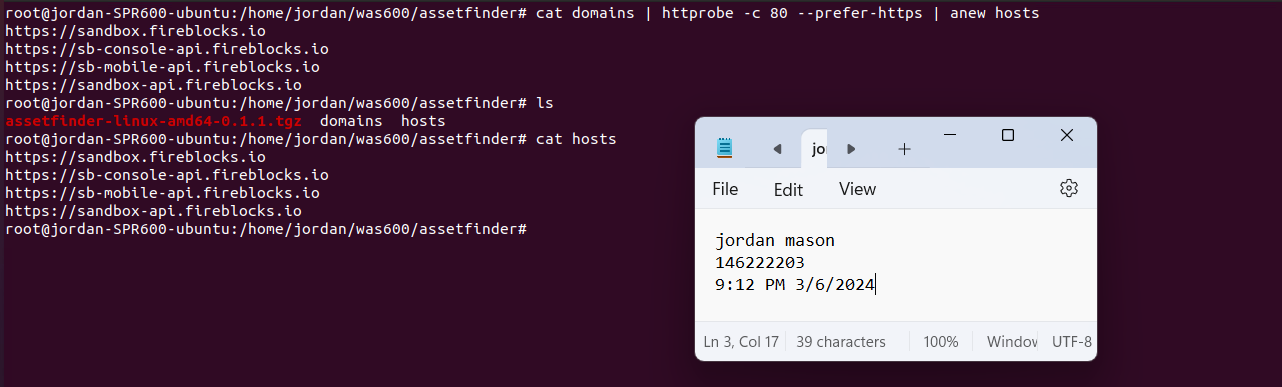 root@jordan-SPR600-ubuntu:/home/jordan/was600/assetfinder# cat domains | httprobe -c 80 --prefer-https | anew hosts
https://sandbox.fireblocks.io
https://sb-console-api.fireblocks.io
https://sb-mobile-api.fireblocks.io
https://sandbox-api.fireblocks.io
root@jordan-SPR600-ubuntu:/home/jordan/was600/assetfinder# ls
assetfinder-linux-amd64-0.1.1.tgz  domains  hosts
root@jordan-SPR600-ubuntu:/home/jordan/was600/assetfinder# cat hosts
https://sandbox.fireblocks.io
https://sb-console-api.fireblocks.io
https://sb-mobile-api.fireblocks.io
https://sandbox-api.fireblocks.io
root@jordan-SPR600-ubuntu:/home/jordan/was600/assetfinder#
File Edit View
jordan mason
146222203
9:12 PM 3/6/2024
Ln 3, Col 17 39 characters 100% UTF-8